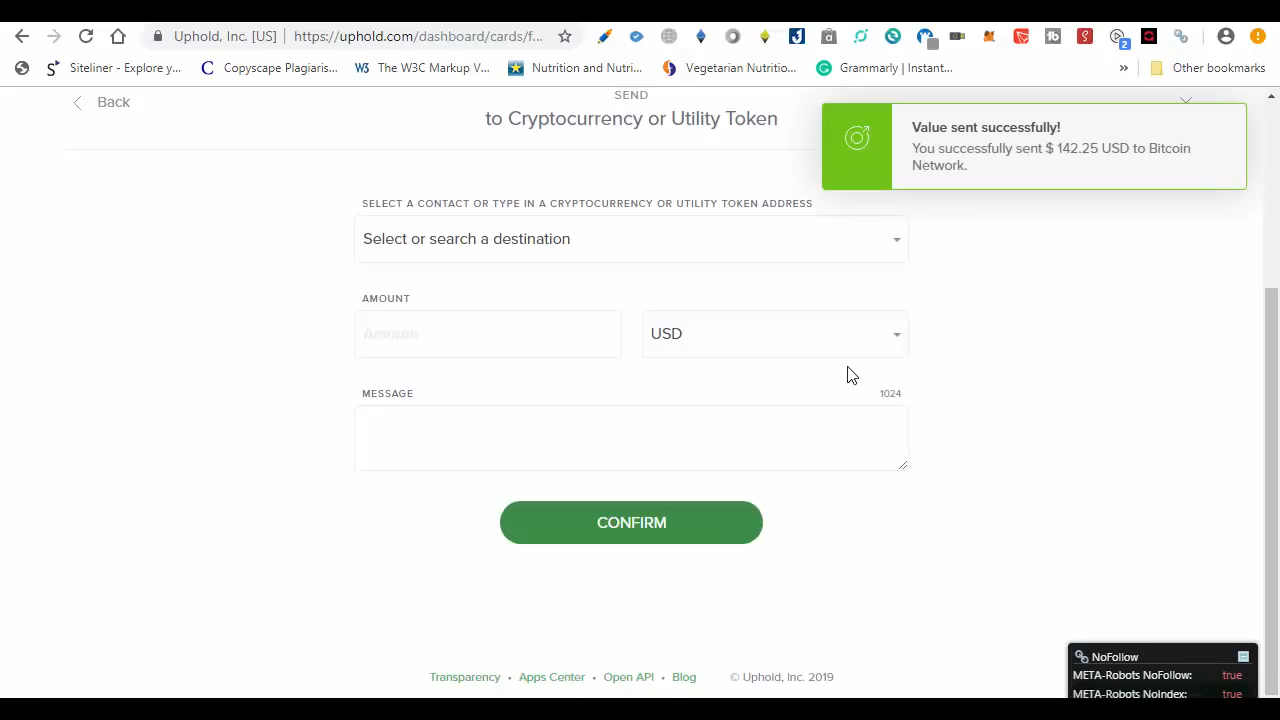 Uphold, Inc. [US] | https://uphold.com/dashboard/cards/f...
2
Siteliner - Explore y...
C Copyscape Plagiaris...
W3 The W3C Markup V...
Nutrition and Nutri...
Vegetarian Nutritio...
Grammarly | Instant...
»
Other bookmarks
Back
SEND
to Cryptocurrency or Utility Token
Value sent successfully!
You successfully sent $ 142.25 USD to Bitcoin
Network.
SELECT A CONTACT OR TYPE IN A CRYPTOCURRENCY OR UTILITY TOKEN ADDRESS
Select or search a destination
AMOUNT
Amount
USD
MESSAGE
1024
CONFIRM
Transparency • Apps Center • Open API • Blog © Uphold, Inc. 2019
NoFollow
META-Robots NoFollow: true
META-Robots NoIndex: true